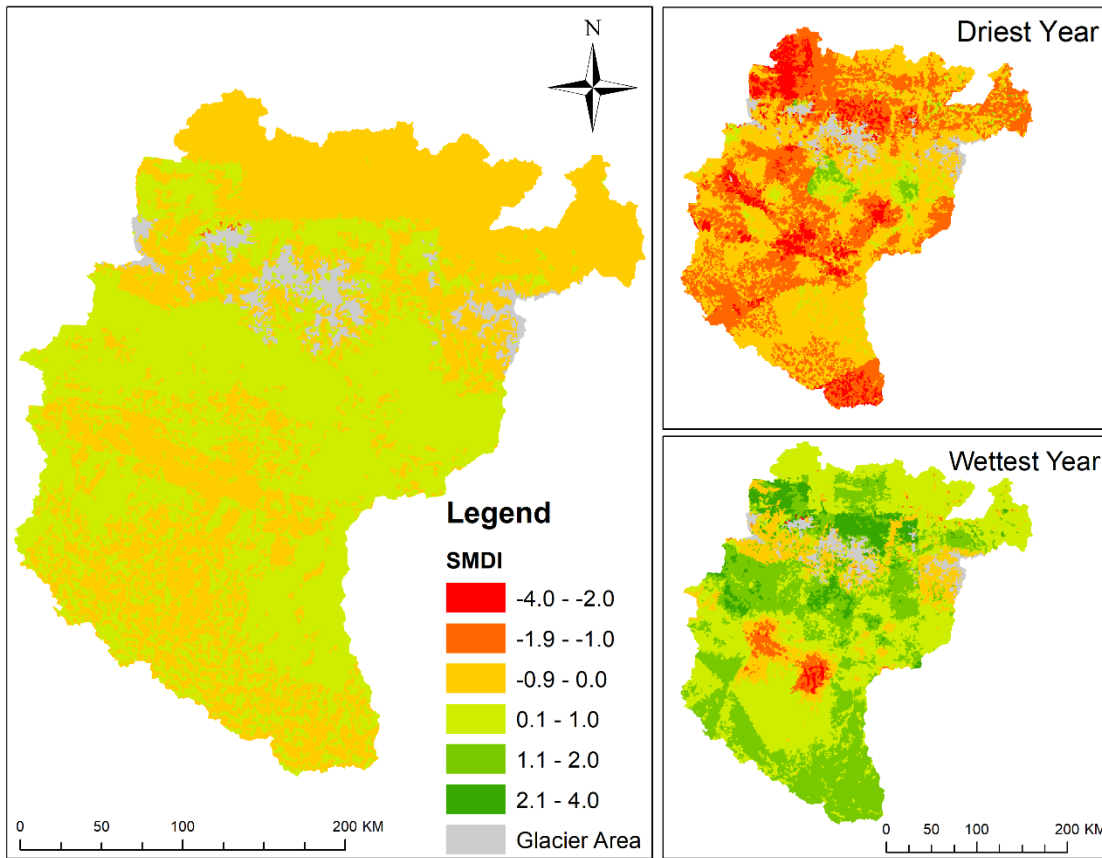 N
Legend
SMDI
-4.0 - -2.0
-1.9 - -1.0
-0.9 - 0.0
0.1 - 1.0
1.1 - 2.0
2.1 - 4.0
Glacier Area
0 50 100 200 KM
Driest Year
Wettest Year
0 50 100 200 KM